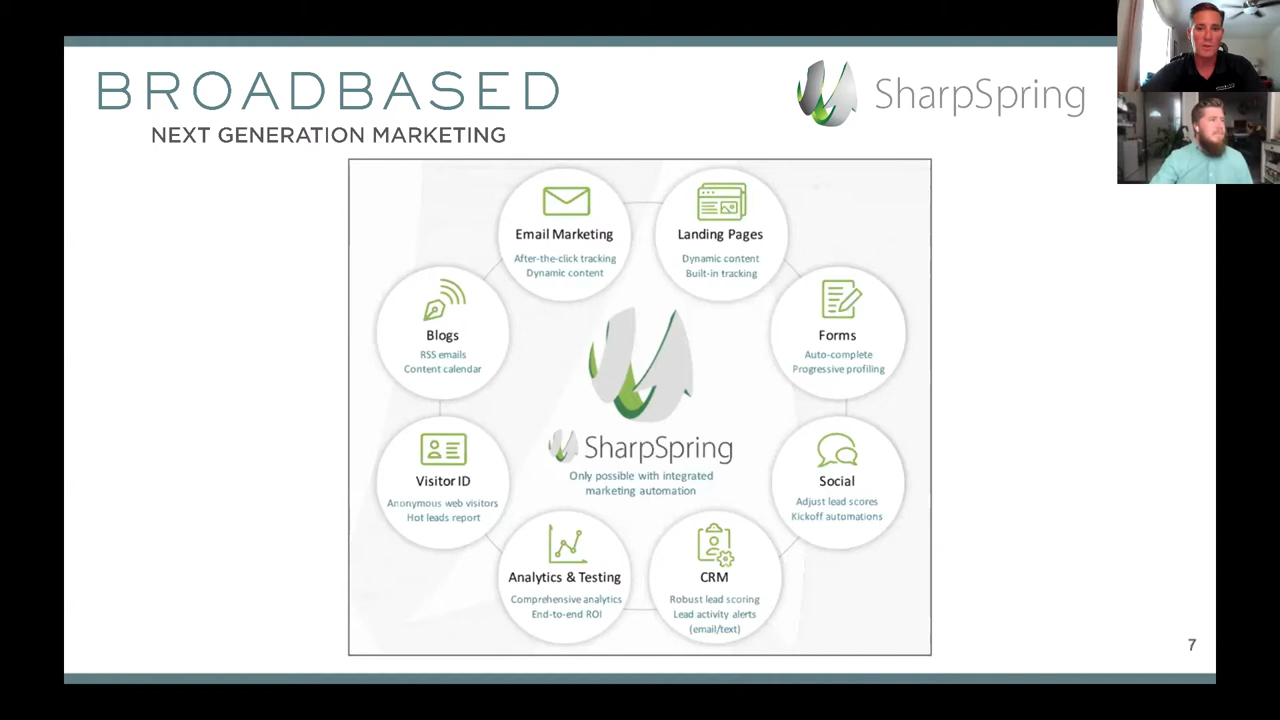 BROADBASED
NEXT GENERATION MARKETING
SharpSpring
Email Marketing
After-the-click tracking
Dynamic content
Landing Pages
Dynamic content
Built-in tracking
Blogs
RSS emails
Content calendar
Forms
Auto-complete
Progressive profiling
SharpSpring
Only possible with integrated
marketing automation
Visitor ID
Anonymous web visitors
Hot leads report
Social
Adjust lead scores
Kickoff automations
Analytics & Testing
Comprehensive analytics
End-to-end ROI
CRM
Robust lead scoring
Lead activity alerts
(email/text)
7